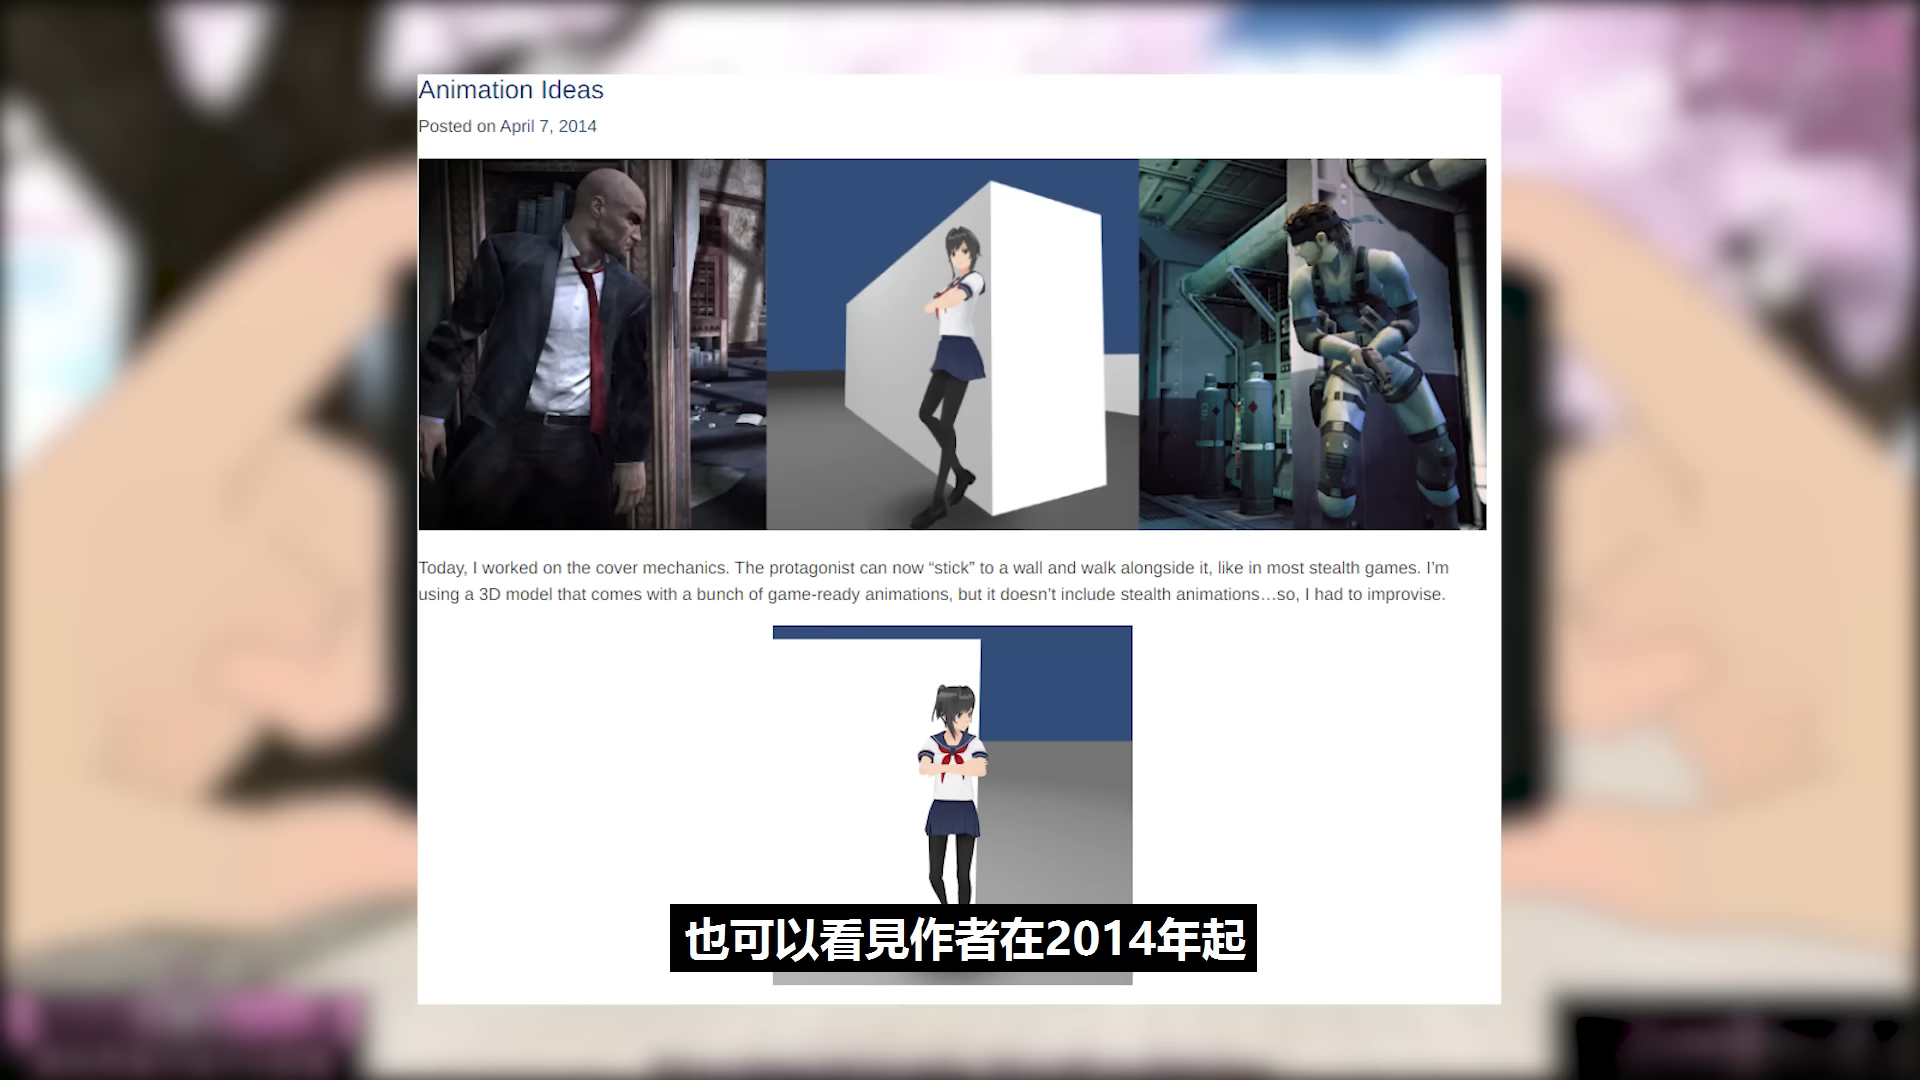 Animation Ideas
Posted on April 7, 2014
Today, I worked on the cover mechanics. The protagonist can now “stick” to a wall and walk alongside it, like in most stealth games. I’m
using a 3D model that comes with a bunch of game-ready animations, but it doesn’t include stealth animations…so, I had to improvise.
也可以看見作者在2014年起